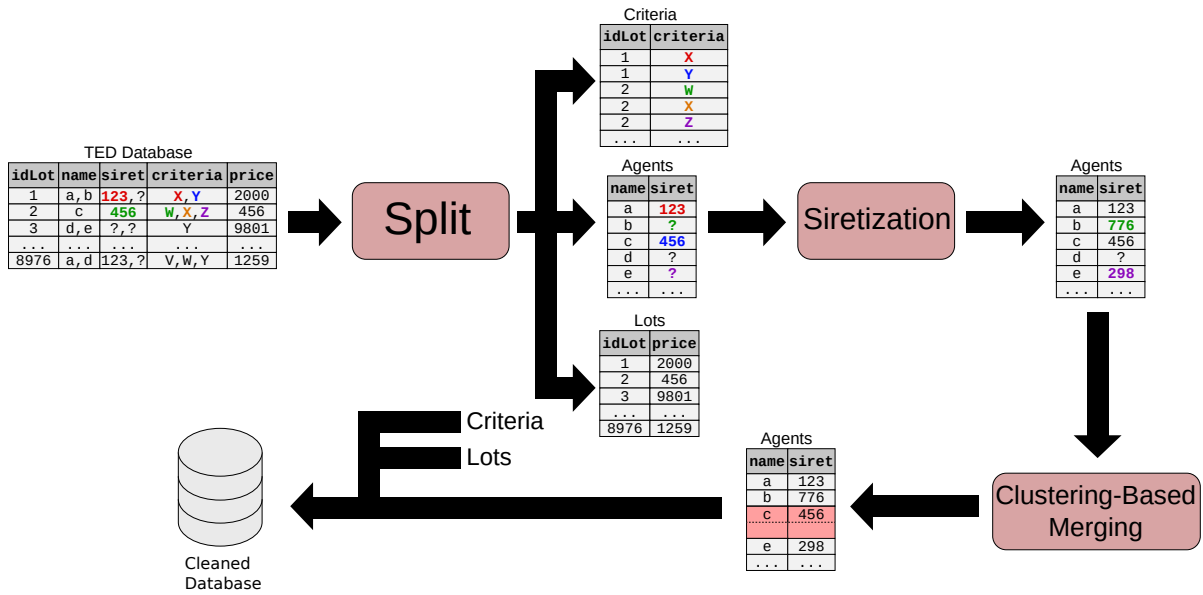 Criteria
idLot criteria
1 X
1 Y
2 W
2 X
2 Z
... ...
TED Database
idLot name siret criteria price
1 a,b 123,? X,Y 2000
2 c 456 W,X,Z 456
3 d,e ?,? Y 9801
... ... ... ... ...
8976 a,d 123,? V,W,Y 1259
Split
Agents
name siret
a 123
b ?
c 456
d ?
e ?
... ...
Siretization
Agents
name siret
a 123
b 776
c 456
d ?
e 298
... ...
Lots
idLot price
1 2000
2 456
3 9801
... ...
8976 1259
Criteria
Lots
Agents
name siret
a 123
b 776
c 456
e 298
... ...
Clustering-Based
Merging
Cleaned
Database